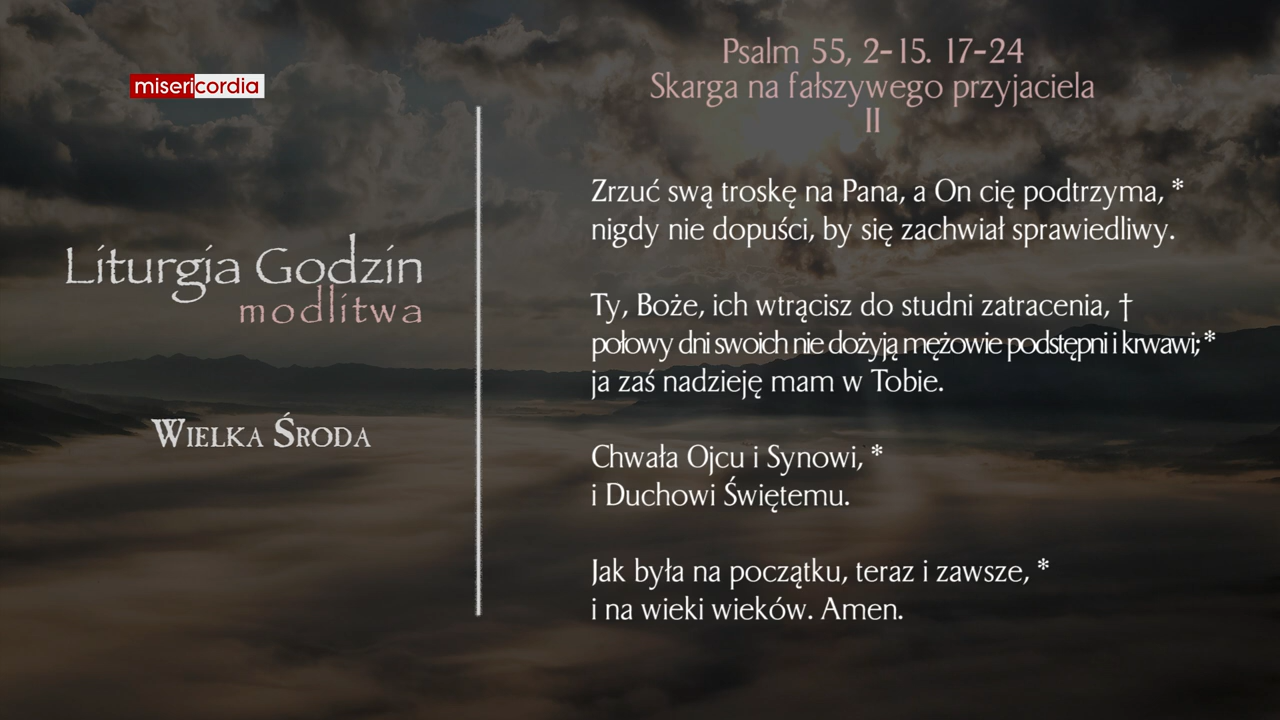 misericordia
Liturgia Godzin
modlitwa
Wielka Środa
Psalm 55, 2-15. 17-24
Skarga na fałszywego przyjaciela
II
Zrzuć swą troskę na Pana, a On cię podtrzyma, *
nigdy nie dopuści, by się zachwiał sprawiedliwy.
Ty, Boże, ich wtrącisz do studni zatracenia, †
połowy dni swoich nie dożyją mężowie podstępni i krwawi; *
ja zaś nadzieję mam w Tobie.
Chwała Ojcu i Synowi, *
i Duchowi Świętemu.
Jak była na początku, teraz i zawsze, *
i na wieki wieków. Amen.